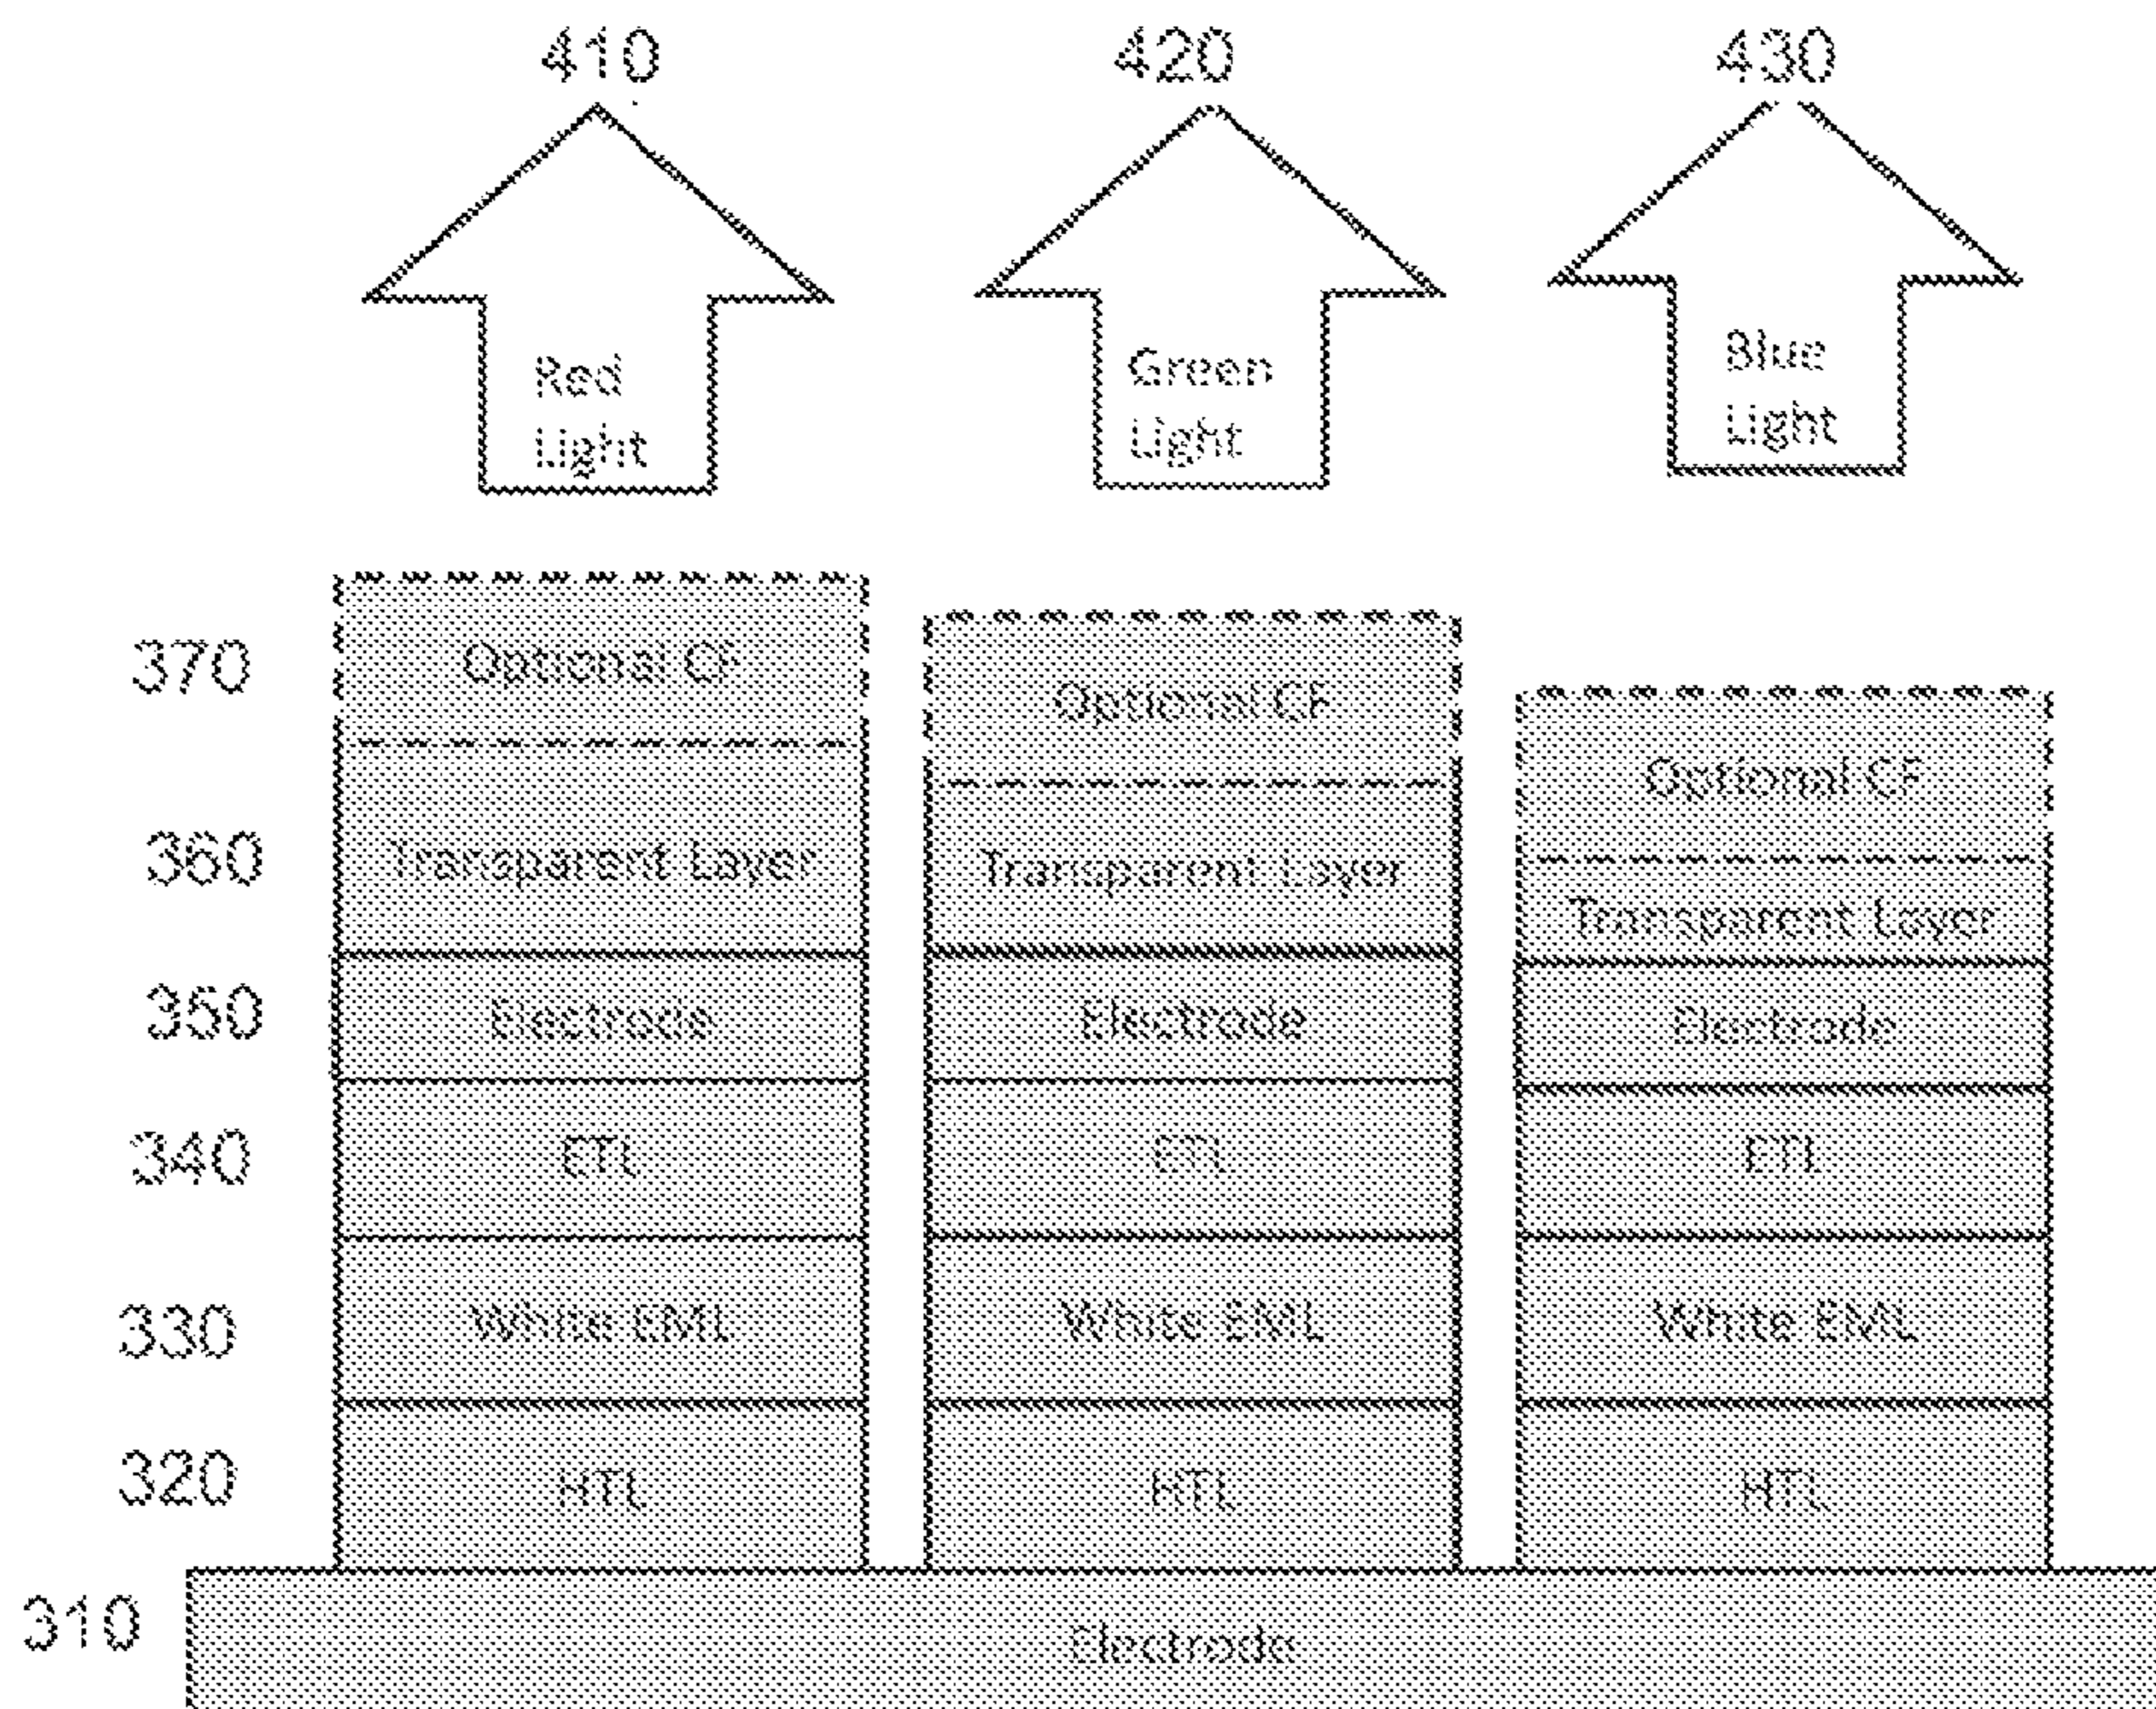 410 420 430
Red
Light
Green
Light
Blue
Light
370 Optional CF Optional CF Optional CF
360 Transparent Layer Transparent Layer Transparent Layer
350 Electrode Electrode Electrode
340 ETL ETL ETL
330 White EML White EML White EML
320 HTL HTL HTL
310 Electrode